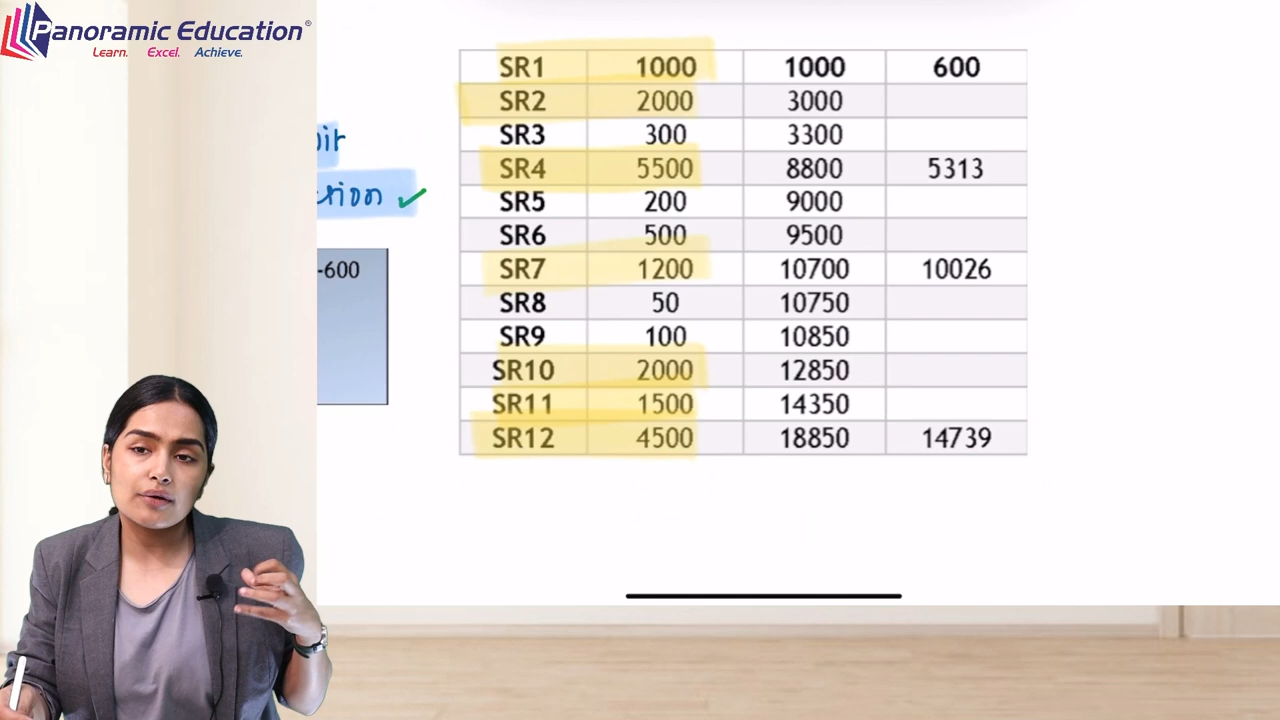 Panoramic Education®
Learn. Excel. Achieve.
-600
SR1 1000 1000 600
SR2 2000 3000
SR3 300 3300
SR4 5500 8800 5313
SR5 200 9000
SR6 500 9500
SR7 1200 10700 10026
SR8 50 10750
SR9 100 10850
SR10 2000 12850
SR11 1500 14350
SR12 4500 18850 14739